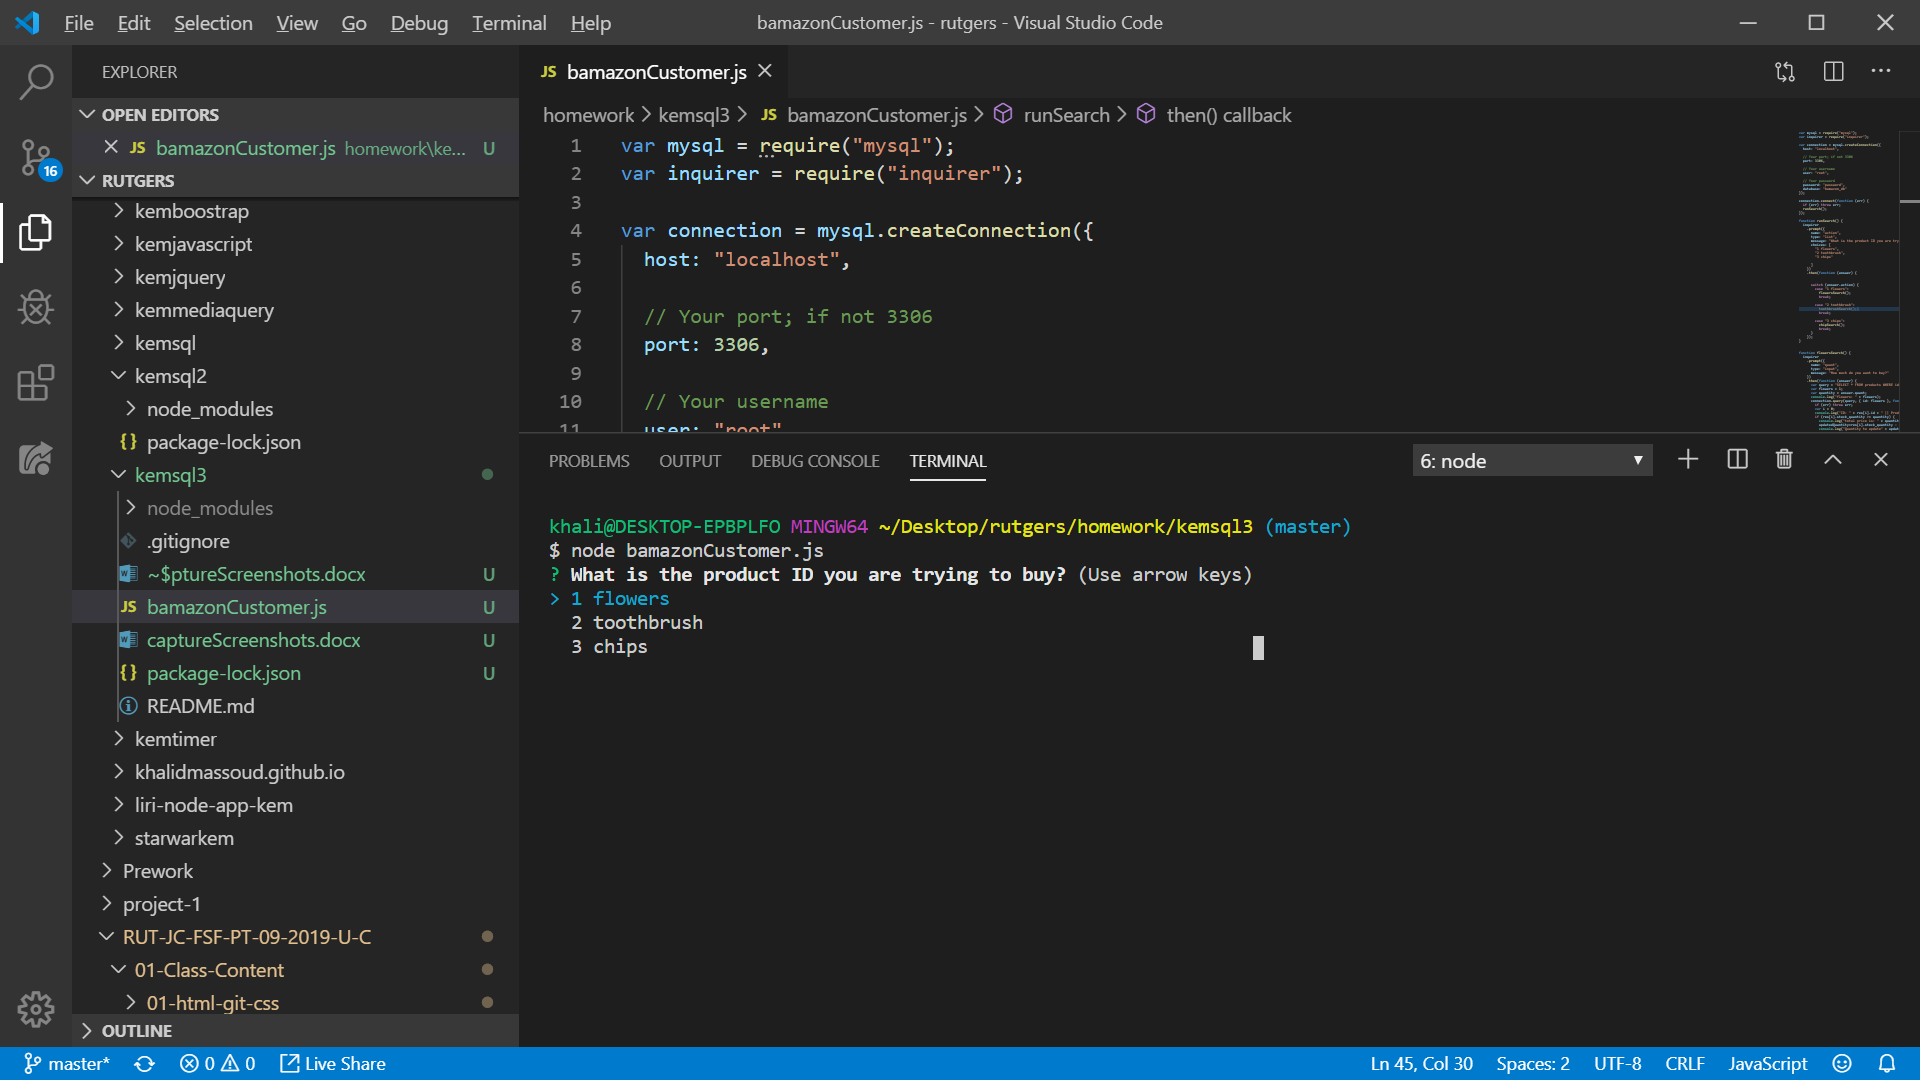 File Edit Selection View Go Debug Terminal Help
bamazonCustomer.js - rutgers - Visual Studio Code
EXPLORER
OPEN EDITORS
JS bamazonCustomer.js homework\ke... U
RUTGERS
kemboostrap
kemjavascript
kemjquery
kemmediaquery
kemsql
kemsql2
node_modules
{} package-lock.json
kemsql3
node_modules
.gitignore
~$ptureScreenshots.docx U
JS bamazonCustomer.js U
captureScreenshots.docx U
{} package-lock.json U
README.md
kemtimer
khalidmassoud.github.io
liri-node-app-kem
starwarkem
Prework
project-1
RUT-JC-FSF-PT-09-2019-U-C
01-Class-Content
01-html-git-css
OUTLINE
16
JS bamazonCustomer.js
homework > kemsql3 > JS bamazonCustomer.js > runSearch > then() callback
1 var mysql = require("mysql");
2 var inquirer = require("inquirer");
3
4 var connection = mysql.createConnection({
5 host: "localhost",
6
7 // Your port; if not 3306
8 port: 3306,
9
10 // Your username
11 user: "root"
PROBLEMS OUTPUT DEBUG CONSOLE TERMINAL
6: node
khali@DESKTOP-EPBPLFO MINGW64 ~/Desktop/rutgers/homework/kemsql3 (master)
$ node bamazonCustomer.js
? What is the product ID you are trying to buy? (Use arrow keys)
> 1 flowers
2 toothbrush
3 chips
master* 0 0 Live Share
Ln 45, Col 30 Spaces: 2 UTF-8 CRLF JavaScript